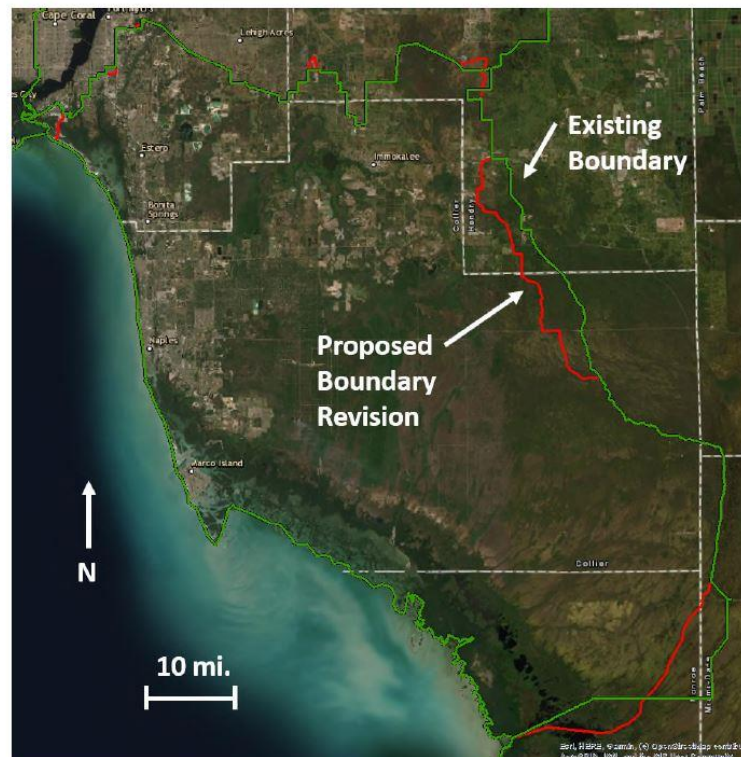 Cape Coral
Lehigh Acres
Palm Beach
Existing
Boundary
Estero
Immokalee
Bonita
Springs
Collier
Hendry
Proposed
Boundary
Revision
Naples
Marco Island
N
Collier
10 mi.
Monroe
Miami-Dade